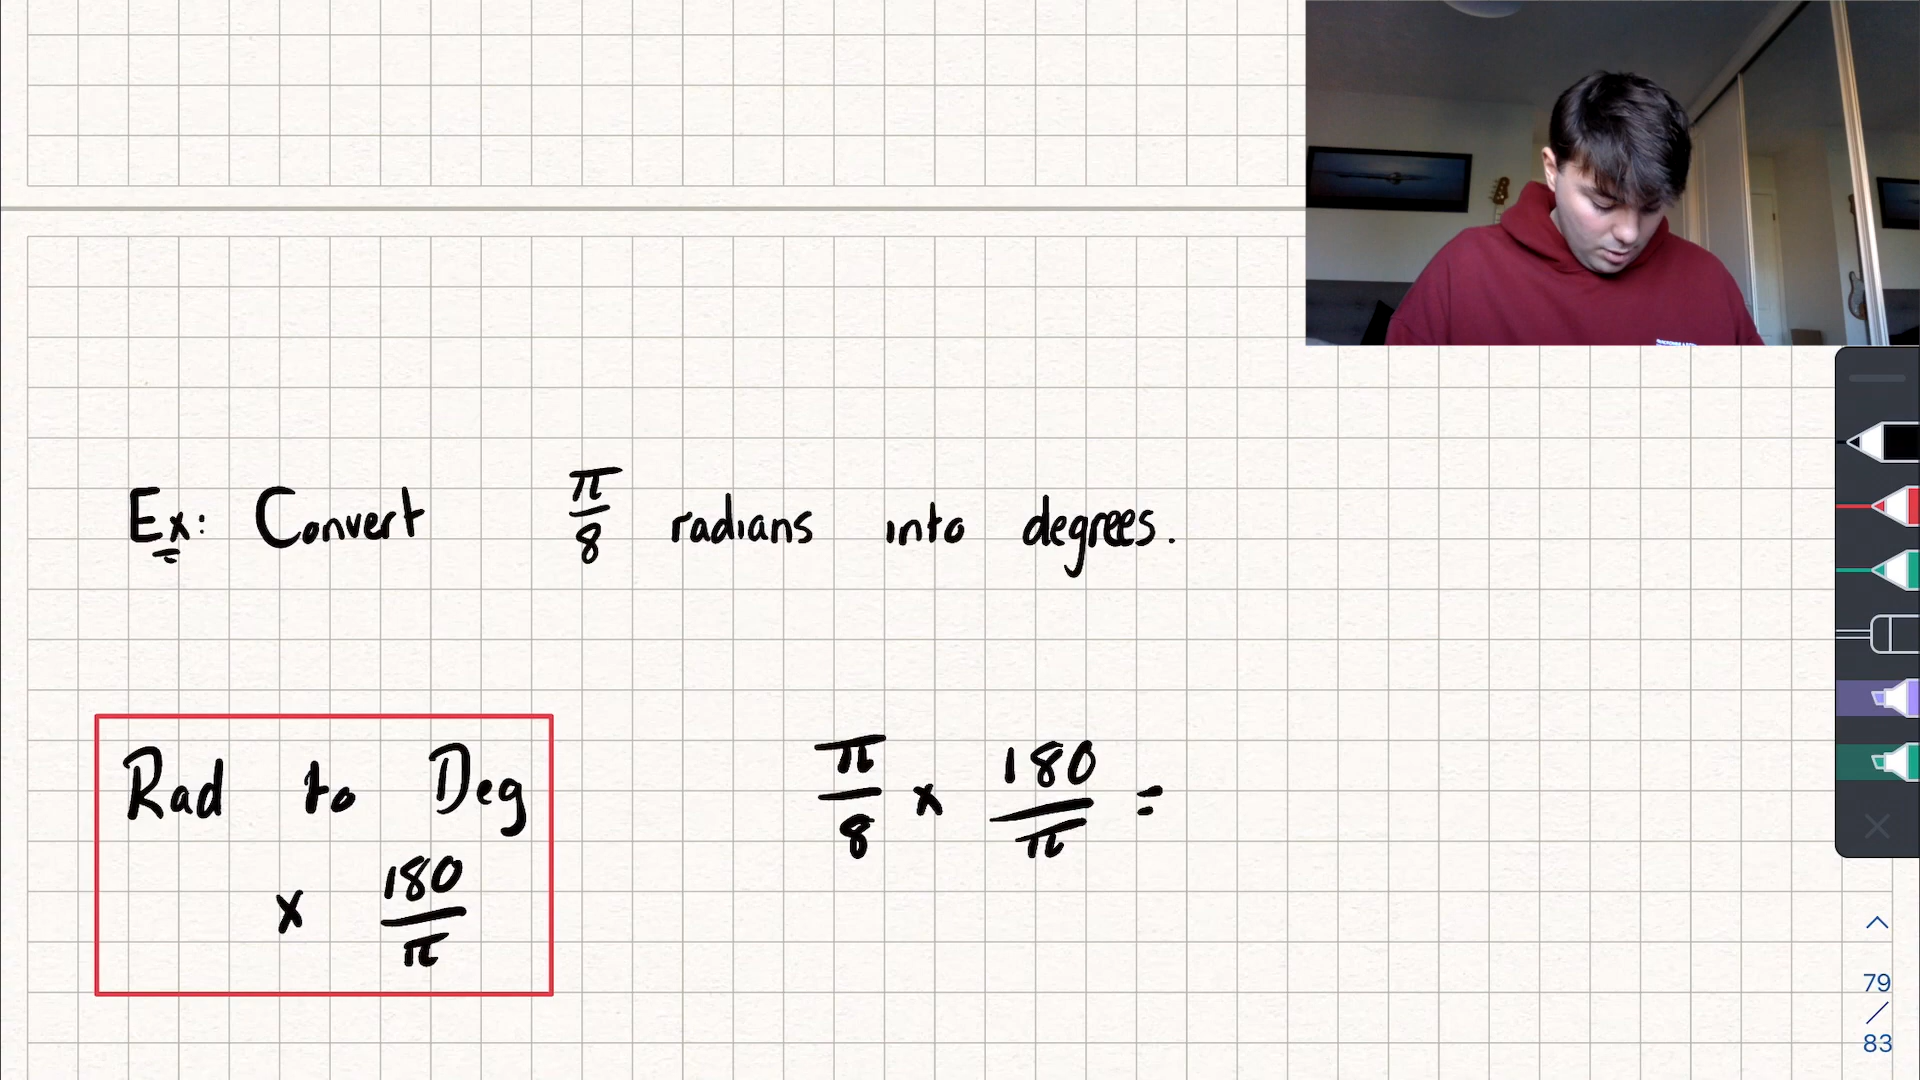 Ex: Convert π/8 radians into degrees.
Rad to Deg
x 180/π
π/8 x 180/π =
79
/
83